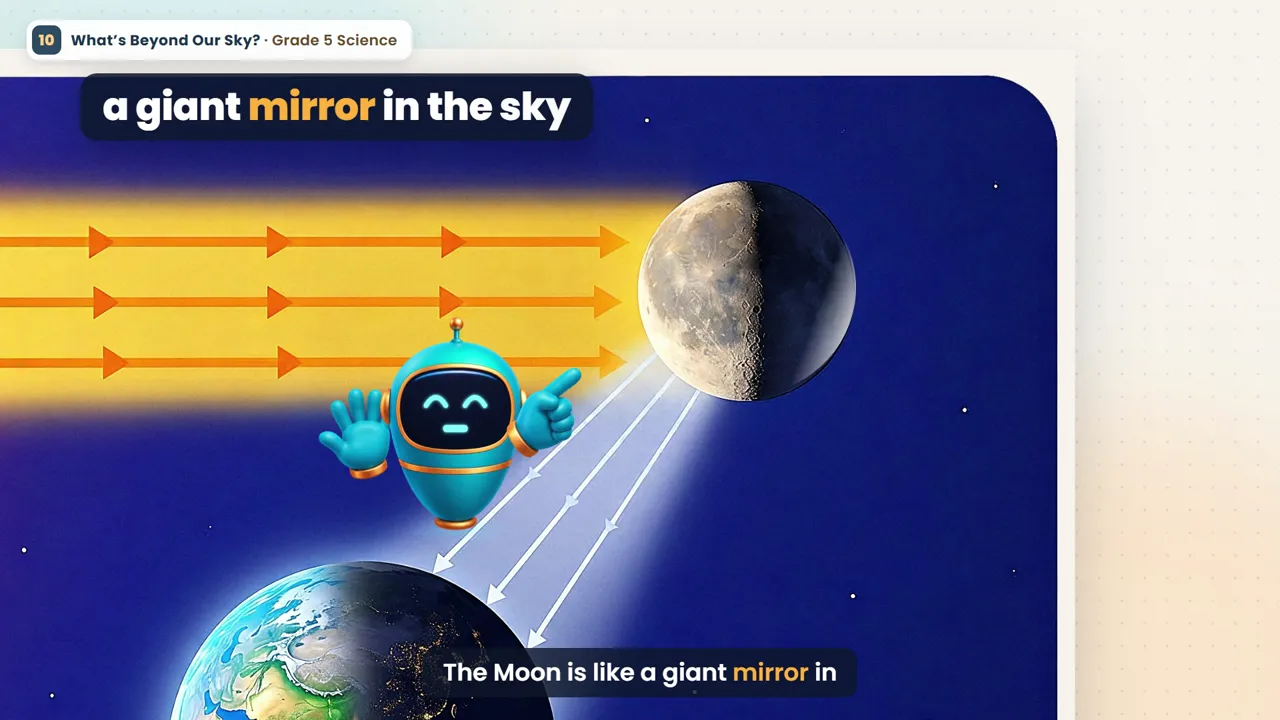 10 What's Beyond Our Sky? · Grade 5 Science
a giant mirror in the sky
The Moon is like a giant mirror in